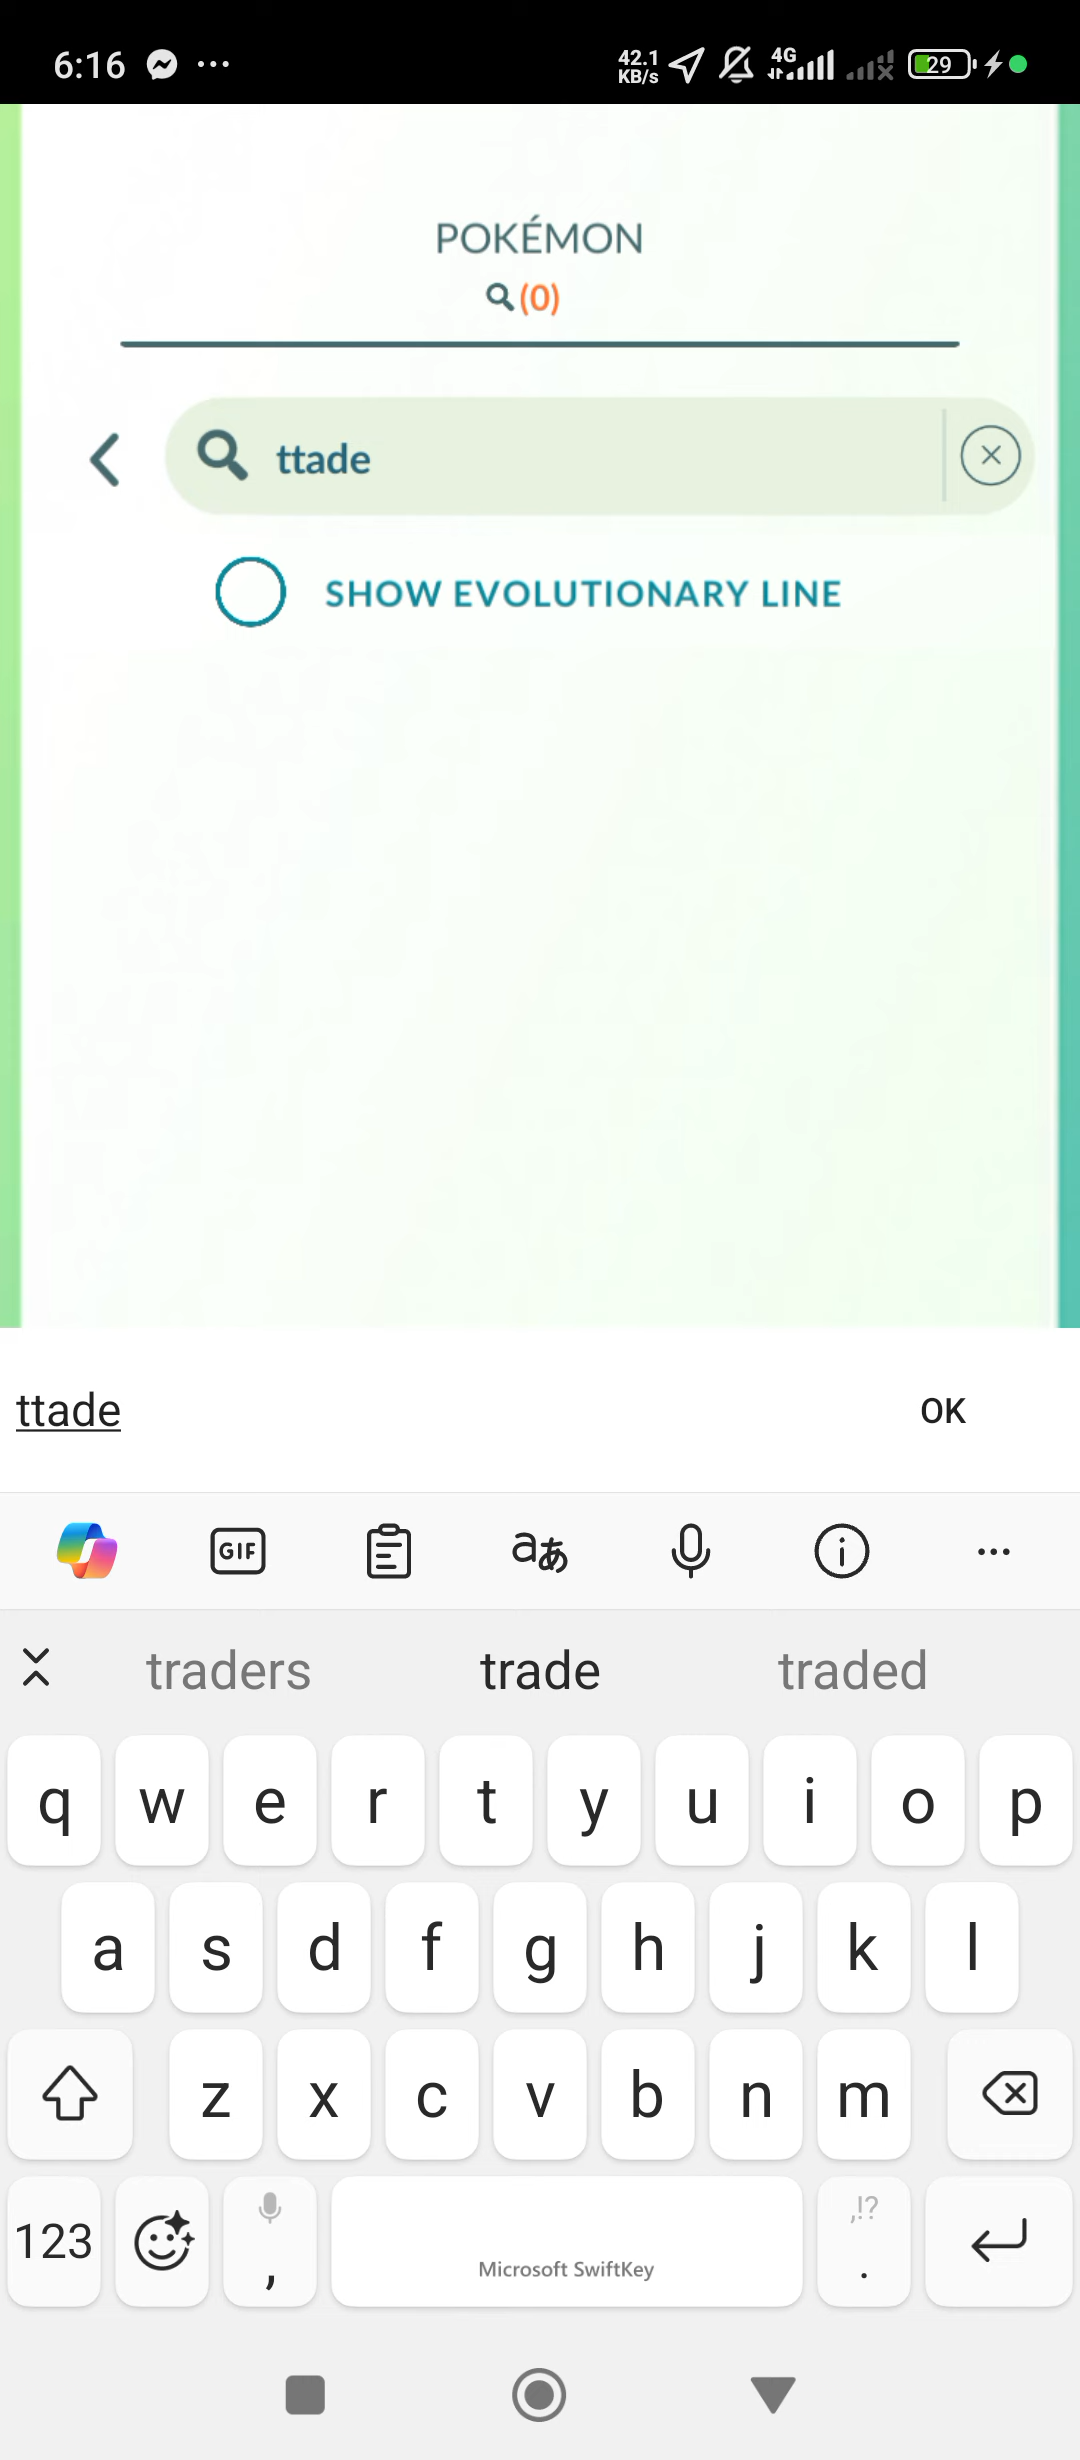 6:16 ... 42.1 KB/s 4G 29
POKÉMON
(0)
ttade
SHOW EVOLUTIONARY LINE
ttade OK
GIF aあ ...
traders trade traded
q w e r t y u i o p
a s d f g h j k l
z x c v b n m
123 , Microsoft SwiftKey ,!? .